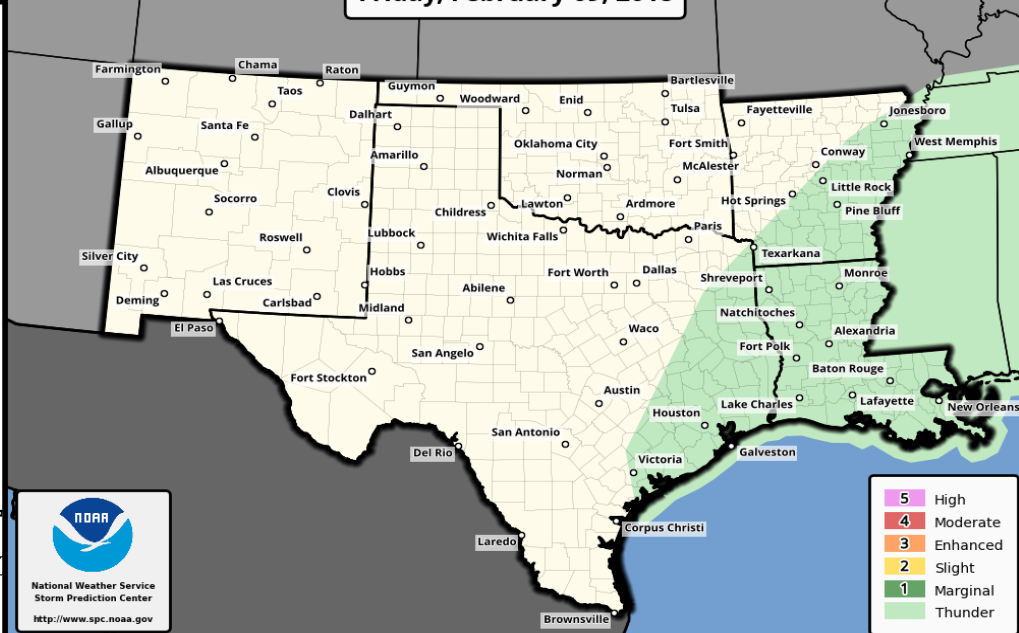 Farmington
Chama
Raton
Taos
Guymon
Bartlesville
Woodward
Enid
Tulsa
Fayetteville
Jonesboro
Gallup
Santa Fe
Dalhart
Oklahoma City
Fort Smith
West Memphis
Albuquerque
Amarillo
Norman
McAlester
Conway
Little Rock
Socorro
Clovis
Childress
Lawton
Ardmore
Hot Springs
Pine Bluff
Roswell
Lubbock
Wichita Falls
Paris
Texarkana
Silver City
Las Cruces
Hobbs
Fort Worth
Dallas
Shreveport
Monroe
Deming
Carlsbad
Midland
Abilene
Natchitoches
El Paso
Waco
Alexandria
San Angelo
Fort Polk
Fort Stockton
Baton Rouge
Austin
Houston
Lake Charles
Lafayette
New Orleans
San Antonio
Del Rio
Victoria
Galveston
Corpus Christi
Laredo
Brownsville
NOAA
National Weather Service
Storm Prediction Center
http://www.spc.noaa.gov
5 High
4 Moderate
3 Enhanced
2 Slight
1 Marginal
Thunder